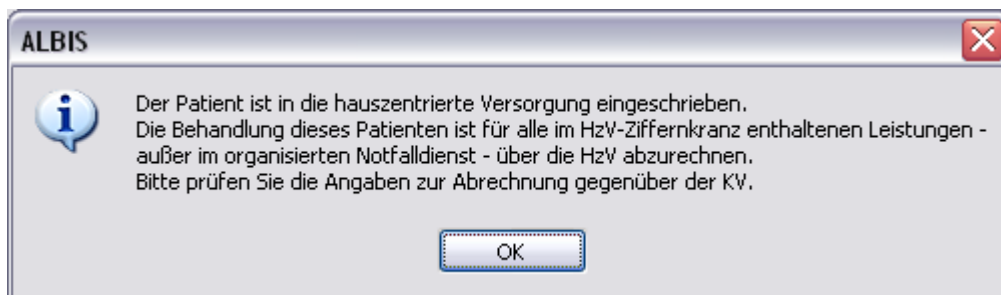 ALBIS
Der Patient ist in die hauszentrierte Versorgung eingeschrieben.
Die Behandlung dieses Patienten ist für alle im HzV-Ziffernkranz enthaltenen Leistungen -
außer im organisierten Notfalldienst - über die HzV abzurechnen.
Bitte prüfen Sie die Angaben zur Abrechnung gegenüber der KV.
OK